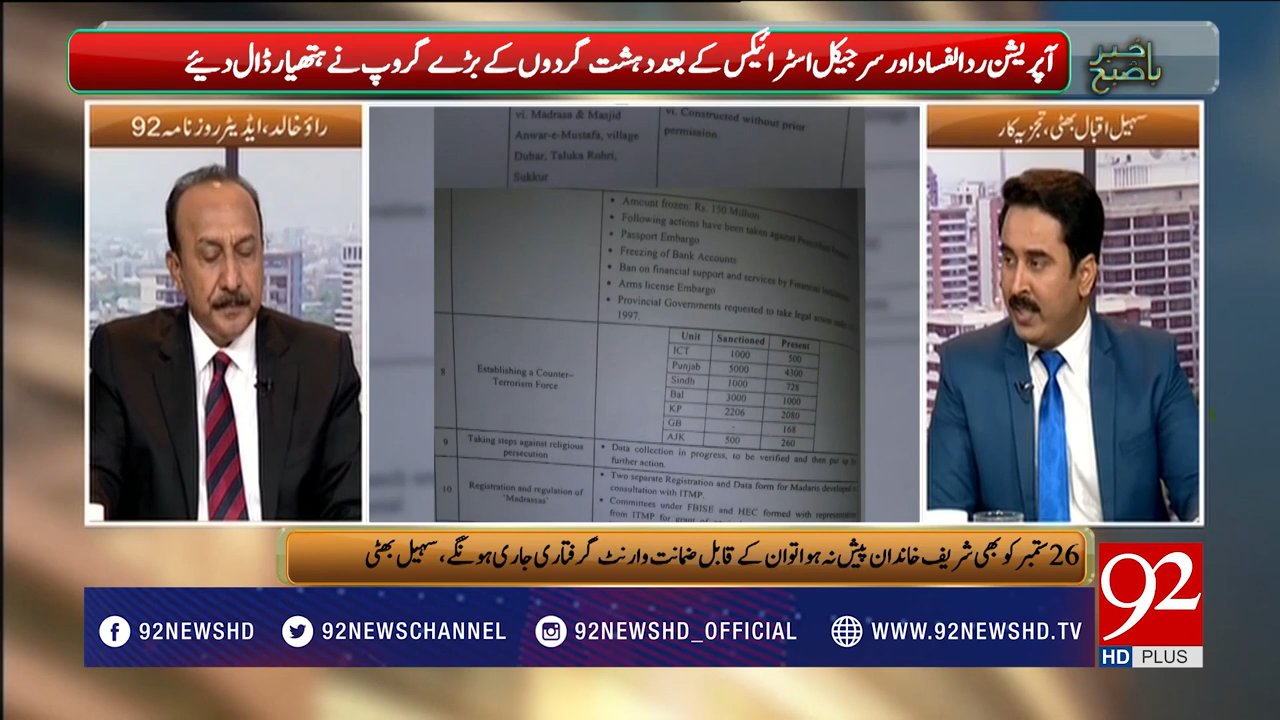 آپریشن ردالفساد اور سرجیکل اسٹرائیکس کے بعد دہشت گردوں کے بڑے گروپ نے ہتھیار ڈال دیئے
باخبر صبح
راؤ خالد، ایڈیٹر روزنامہ 92
سہیل اقبال بھٹی، تجزیہ کار
vi. Madrasa & Masjid
Anwar-e-Mustafa, village
Dubar, Taluka Rohri,
Sukkur
vi. Constructed without prior
permission.
• Amount frozen: Rs. 150 Million
• Following actions have been taken against
• Passport Embargo
• Freezing of Bank Accounts
• Ban on financial support and services by Financial
• Arms license Embargo
• Provincial Governments requested to take legal action
1997.
8
Establishing a Counter–
Terrorism Force
Unit Sanctioned Present
ICT 1000 500
Punjab 5000 4300
Sindh 1000 728
Bal 3000 1000
KP 2206 2080
GB - 168
AJK 500 260
9
Taking steps against religious
persecution
• Data collection in progress, to be verified and then put up
further action.
10
Registration and regulation of
'Madrassas'
• Two separate Registration and Data form for Madaris developed
consultation with ITMP.
• Committees under FBISE and HEC formed with
from ITMP for grant of
26 ستمبر کو بھی شریف خاندان پیش نہ ہوا تو ان کے قابل ضمانت وارنٹ گرفتاری جاری ہونگے، سہیل بھٹی
92NEWSHD 92NEWSCHANNEL 92NEWSHD_OFFICIAL WWW.92NEWSHD.TV
92
HD PLUS